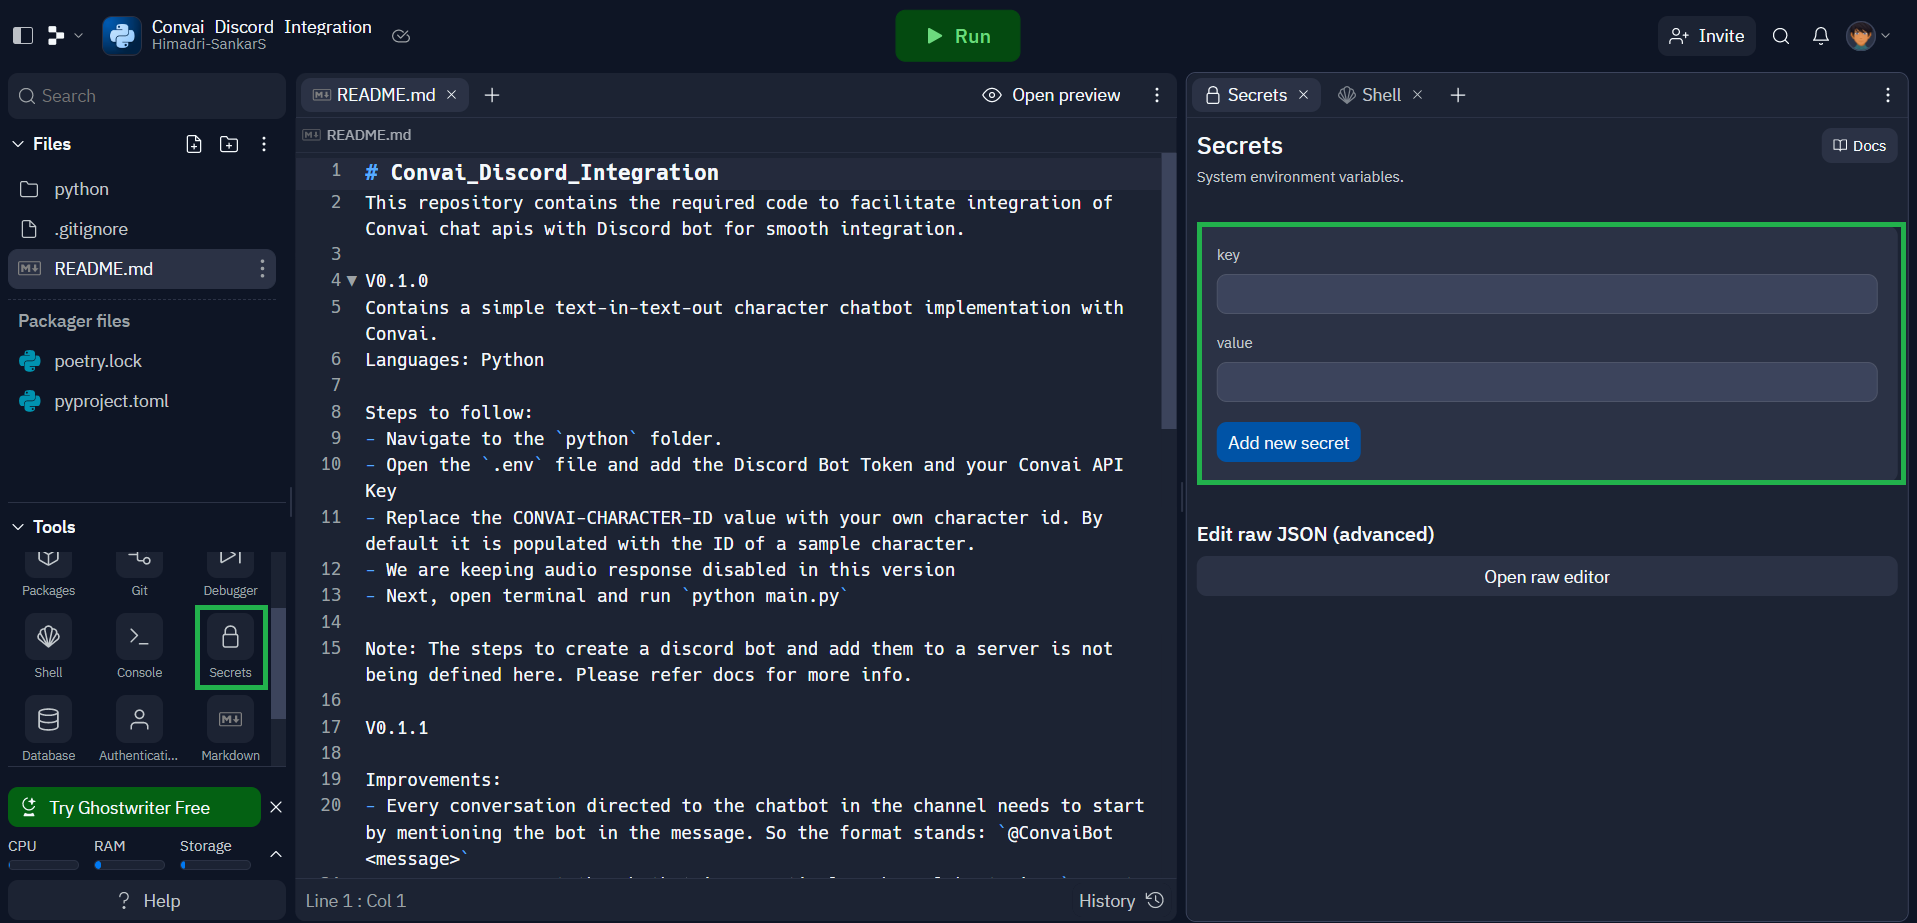 Convai Discord Integration
Himadri-SankarS
Run
Invite
Search
Files
python
.gitignore
README.md
Packager files
poetry.lock
pyproject.toml
Tools
Packages Git Debugger
Shell Console Secrets
Database Authenticati... Markdown
Try Ghostwriter Free
CPU RAM Storage
? Help
README.md
Open preview
README.md
1 # Convai_Discord_Integration
2 This repository contains the required code to facilitate integration of
Convai chat apis with Discord bot for smooth integration.
3
4 V0.1.0
5 Contains a simple text-in-text-out character chatbot implementation with
Convai.
6 Languages: Python
7
8 Steps to follow:
9 - Navigate to the `python` folder.
10 - Open the `.env` file and add the Discord Bot Token and your Convai API
Key
11 - Replace the CONVAI-CHARACTER-ID value with your own character id. By
default it is populated with the ID of a sample character.
12 - We are keeping audio response disabled in this version
13 - Next, open terminal and run `python main.py`
14
15 Note: The steps to create a discord bot and add them to a server is not
being defined here. Please refer docs for more info.
16
17 V0.1.1
18
19 Improvements:
20 - Every conversation directed to the chatbot in the channel needs to start
by mentioning the bot in the message. So the format stands: `@ConvaiBot
<message>`
Line 1 : Col 1
History
Secrets
Shell
Secrets
Docs
System environment variables.
key
value
Add new secret
Edit raw JSON (advanced)
Open raw editor